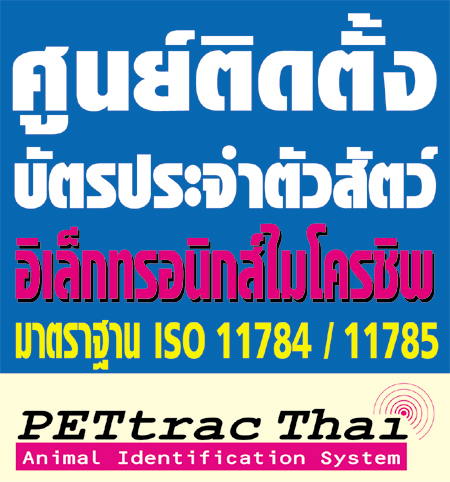 ศูนย์ติดตั้ง
บัตรประจำตัวสัตว์
อิเล็กทรอนิกส์ไมโครชิพ
มาตราฐาน ISO 11784 / 11785
PETtrac Thai
Animal Identification System